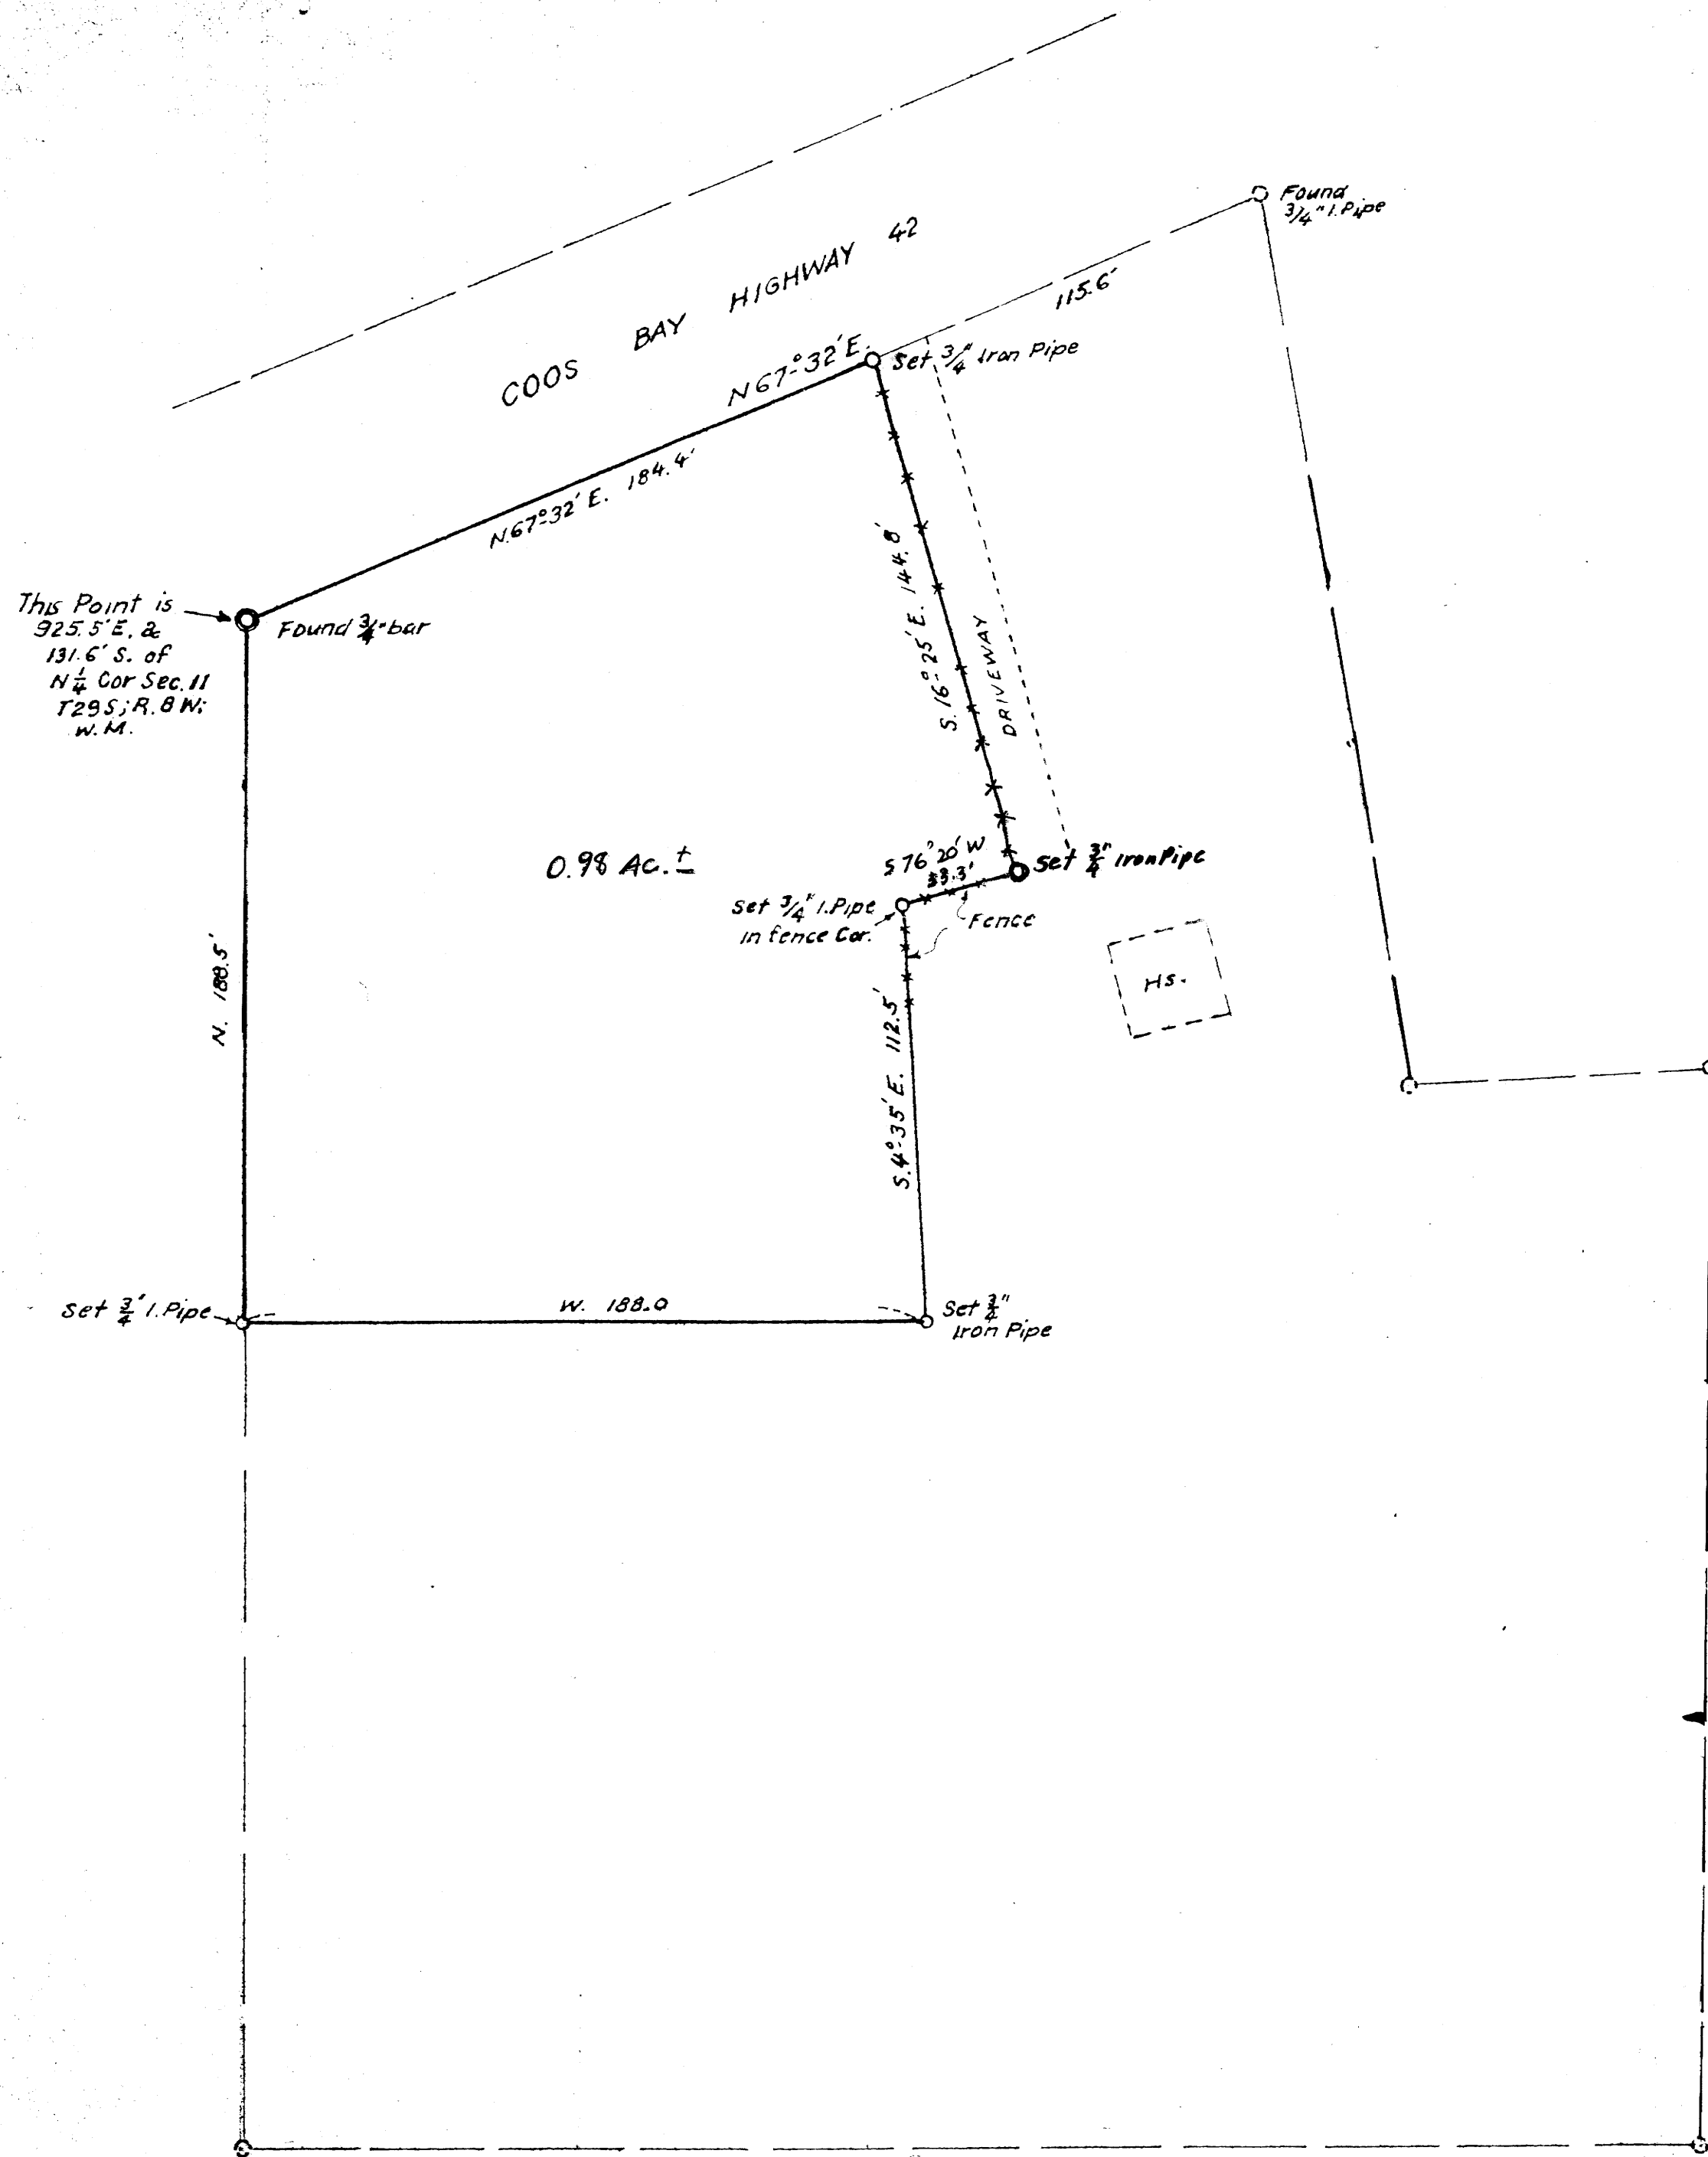 COOS BAY HIGHWAY 42
Found
3/4" I. Pipe
115.6'
N 67°-32' E.
Set 3/4" Iron Pipe
N. 67°-32' E. 184.4'
This Point is
925.5' E. &
131.6' S. of
N 1/4 Cor Sec. 11
T29S; R. 8 W;
W.M.
Found 3/4" bar
S. 16°-25' E. 144.8'
DRIVEWAY
0.98 Ac. ±
S 76° 20' W
33.3'
Set 3/4" Iron Pipe
Set 3/4" I. Pipe
in fence Cor.
Fence
Hs.
N. 188.5'
S. 4°-35' E. 112.5'
Set 3/4" I. Pipe
W. 188.0
Set 3/4"
Iron Pipe